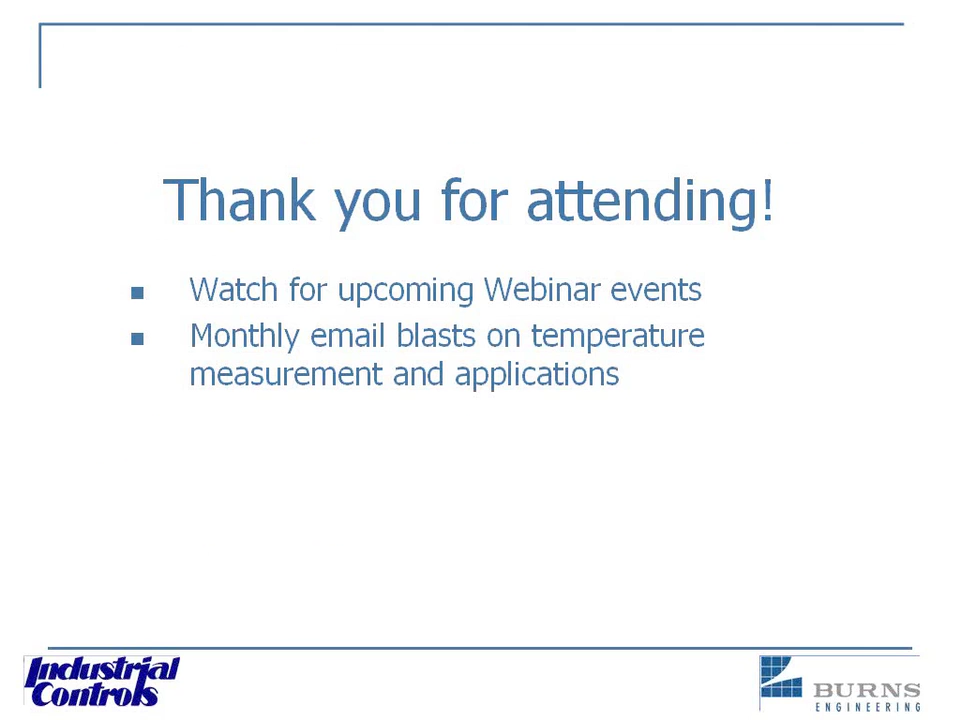 Thank you for attending!
Watch for upcoming Webinar events
Monthly email blasts on temperature
measurement and applications
Industrial
Controls
BURNS
ENGINEERING